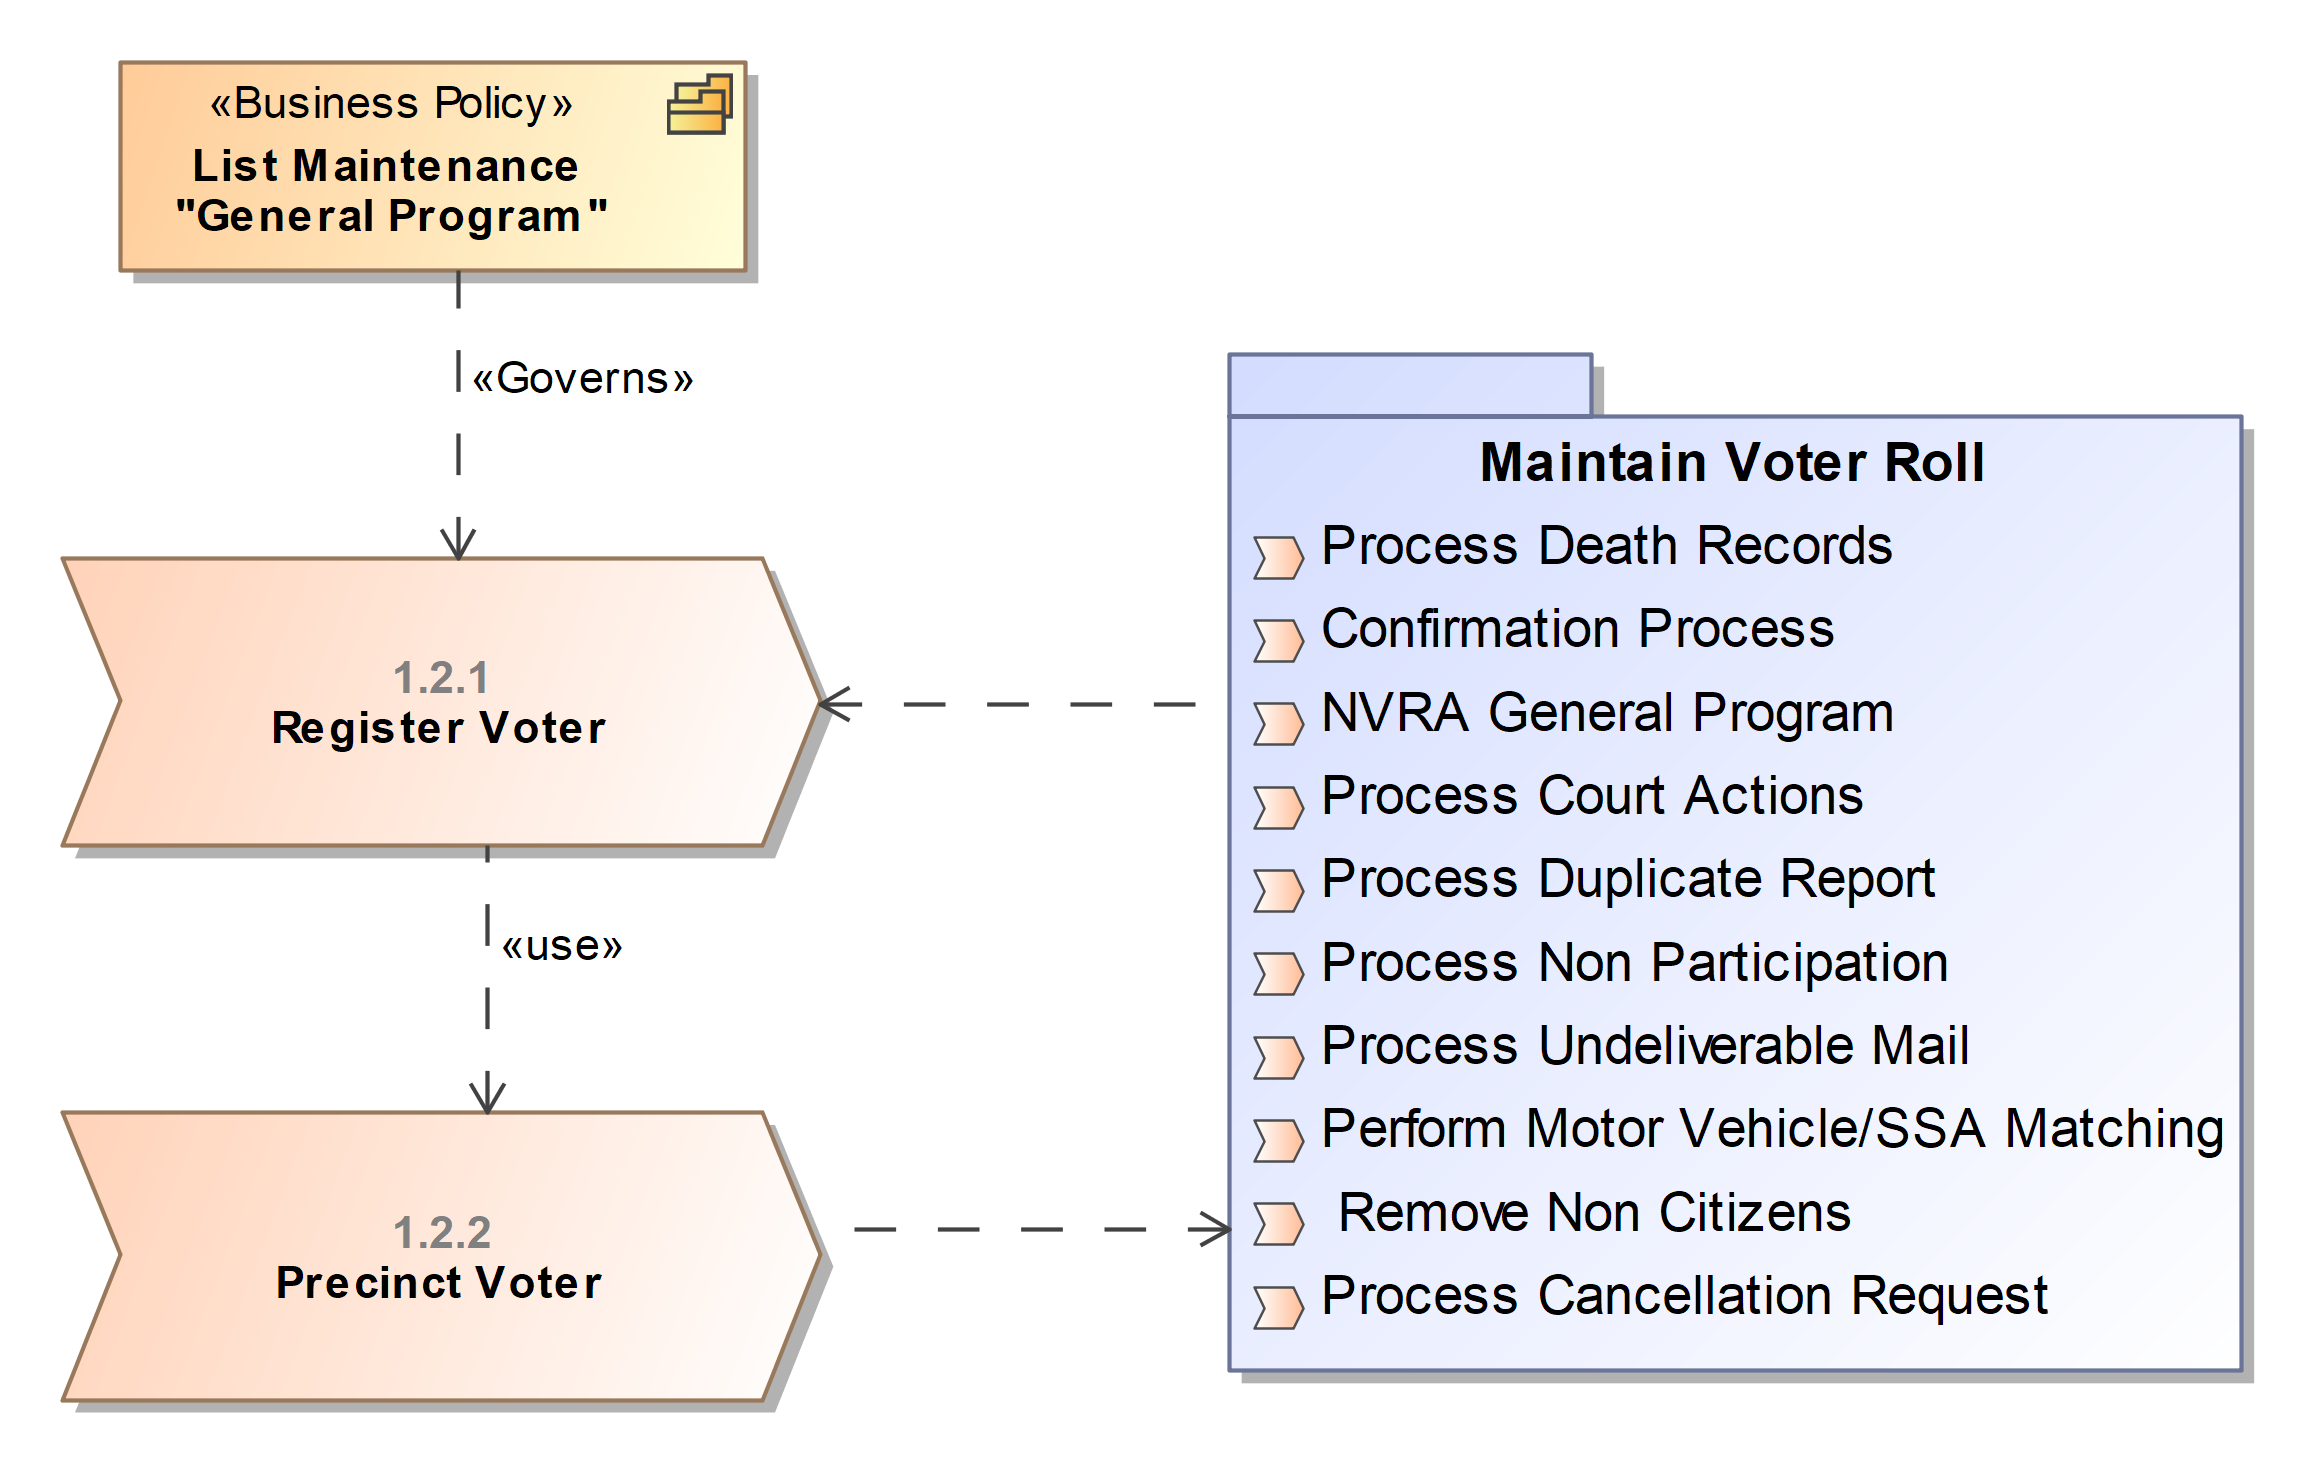 «Business Policy»
List Maintenance
"General Program"
«Governs»
1.2.1
Register Voter
«use»
1.2.2
Precinct Voter
Maintain Voter Roll
Process Death Records
Confirmation Process
NVRA General Program
Process Court Actions
Process Duplicate Report
Process Non Participation
Process Undeliverable Mail
Perform Motor Vehicle/SSA Matching
Remove Non Citizens
Process Cancellation Request